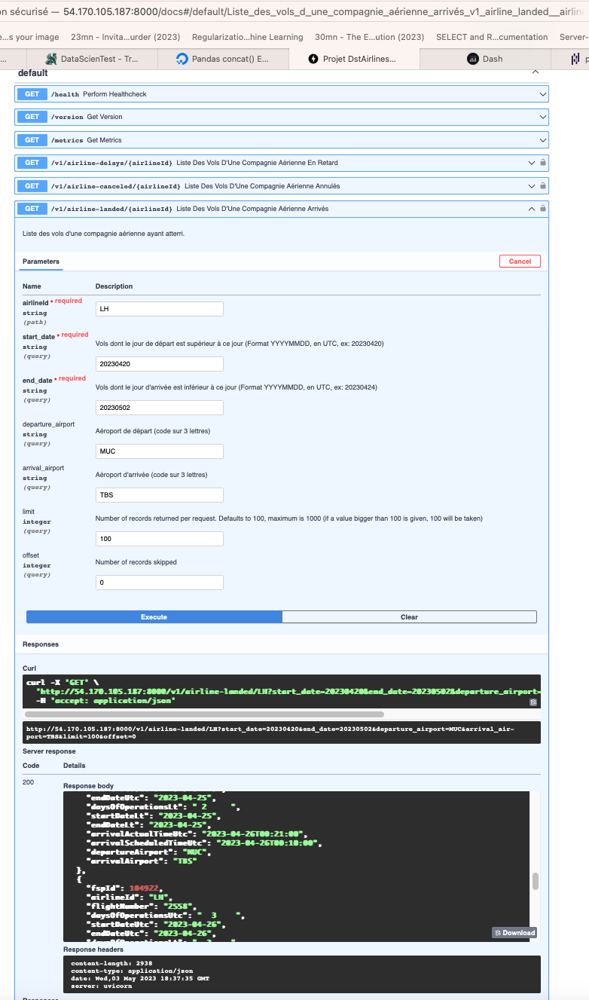 on sécurisé — 54.170.105.187:8000/docs#/default/Liste_des_vols_d_une_compagnie_aérienne_arrivés_v1_airline_landed__airlin
e...s your image 23mn - Invita...urder (2023) Regularizatio...hine Learning 30mn - The E...ution (2023) SELECT and R...cumentation Server-
... DataScienTest - Tr... Pandas concat() E... Projet DstAirlines... Dash p
default
GET /health Perform Healthcheck
GET /version Get Version
GET /metrics Get Metrics
GET /v1/airline-delays/{airlineId} Liste Des Vols D'Une Compagnie Aérienne En Retard
GET /v1/airline-canceled/{airlineId} Liste Des Vols D'Une Compagnie Aérienne Annulés
GET /v1/airline-landed/{airlineId} Liste Des Vols D'Une Compagnie Aérienne Arrivés
Liste des vols d'une compagnie aérienne ayant atterri.
Parameters Cancel
Name Description
airlineId * required
string
(path)
LH
start_date * required
string
(query)
Vols dont le jour de départ est supérieur à ce jour (Format YYYYMMDD, en UTC, ex: 20230420)
20230420
end_date * required
string
(query)
Vols dont le jour d'arrivée est inférieur à ce jour (Format YYYYMMDD, en UTC, ex: 20230424)
20230502
departure_airport
string
(query)
Aéroport de départ (code sur 3 lettres)
MUC
arrival_airport
string
(query)
Aéroport d'arrivée (code sur 3 lettres)
TBS
limit
integer
(query)
Number of records returned per request. Defaults to 100, maximum is 1000 (if a value bigger than 100 is given, 100 will be taken)
100
offset
integer
(query)
Number of records skipped
0
Execute Clear
Responses
Curl
curl -X 'GET' \
'http://54.170.105.187:8000/v1/airline-landed/LH?start_date=20230420&end_date=20230502&departure_airport=
-H 'accept: application/json'
http://54.170.105.187:8000/v1/airline-landed/LH?start_date=20230420&end_date=20230502&departure_airport=MUC&arrival_air-
port=TBS&limit=100&offset=0
Server response
Code Details
200
Response body
"endDateUtc": "2023-04-25",
"daysOfOperationsLt": " 2     ",
"startDateLt": "2023-04-25",
"endDateLt": "2023-04-25",
"arrivalActualTimeUtc": "2023-04-26T00:21:00",
"arrivalScheduledTimeUtc": "2023-04-26T00:10:00",
"departureAirport": "MUC",
"arrivalAirport": "TBS"
},
{
"fspId": 104922,
"airlineId": "LH",
"flightNumber": "2558",
"daysOfOperationsUtc": "  3    ",
"startDateUtc": "2023-04-26",
"endDateUtc": "2023-04-26",
"daysOfOperationsLt": "  3    ",
Download
Response headers
content-length: 2938
content-type: application/json
date: Wed,03 May 2023 18:37:35 GMT
server: uvicorn
Responses